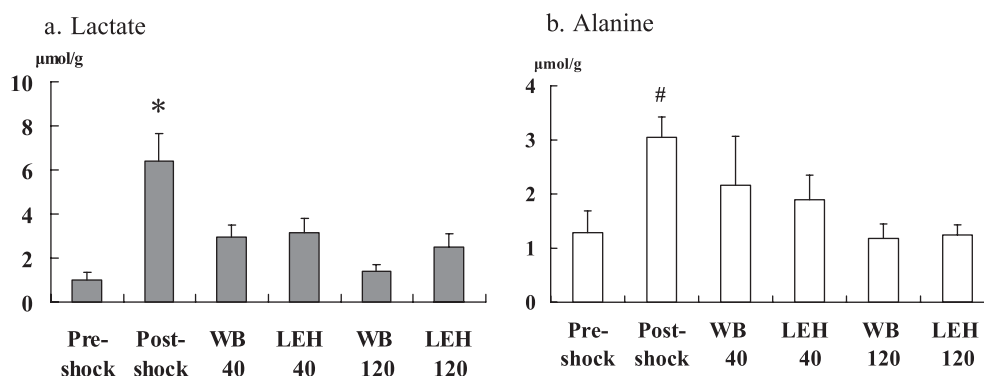 a. Lactate
µmol/g
10
8
6
4
2
0
*
Pre-shock
Post-shock
WB 40
LEH 40
WB 120
LEH 120
b. Alanine
µmol/g
4
3
2
1
0
#
Pre-shock
Post-shock
WB 40
LEH 40
WB 120
LEH 120